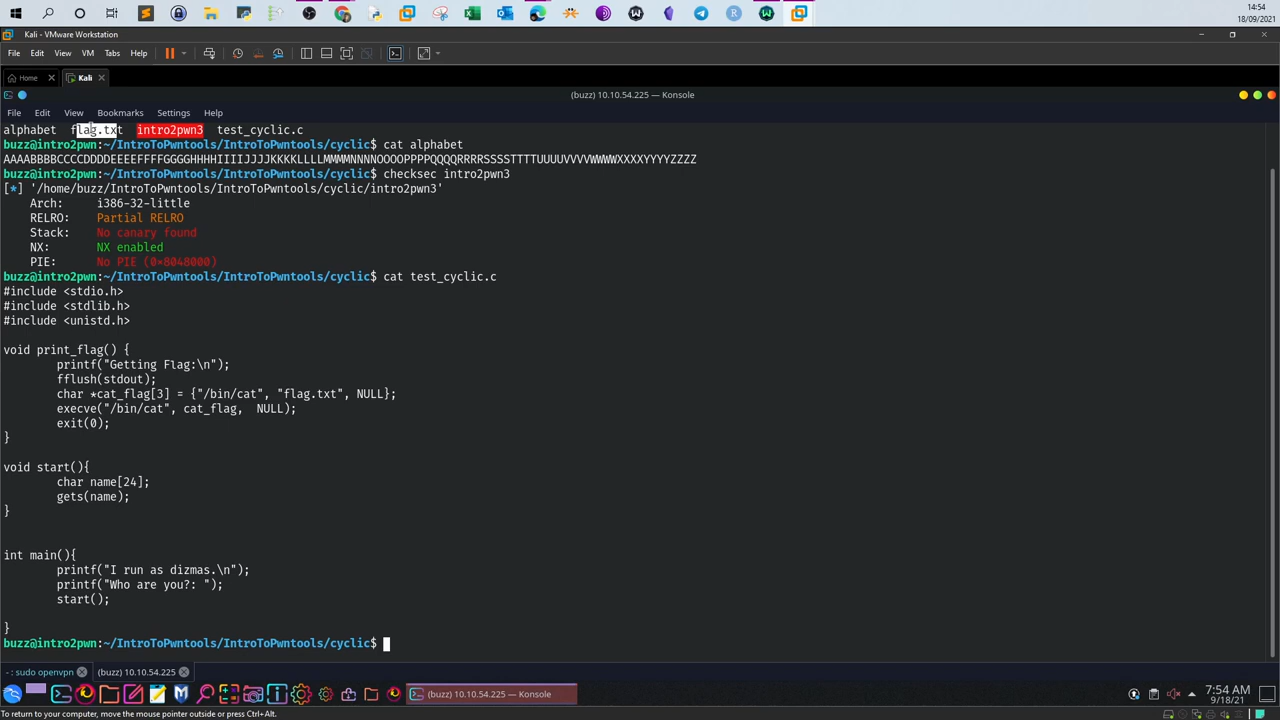 14:54
18/09/2021
Kali - VMware Workstation
File Edit View VM Tabs Help
Home Kali
(buzz) 10.10.54.225 — Konsole
File Edit View Bookmarks Settings Help
alphabet flag.txt intro2pwn3 test_cyclic.c
buzz@intro2pwn:~/IntroToPwntools/IntroToPwntools/cyclic$ cat alphabet
AAAABBBBCCCCDDDDEEEEFFFFGGGGHHHHIIIIJJJJKKKKLLLLMMMMNNNNOOOOPPPPQQQQRRRRSSSSTTTTUUUUVVVVWWWWXXXXYYYYZZZZ
buzz@intro2pwn:~/IntroToPwntools/IntroToPwntools/cyclic$ checksec intro2pwn3
[*] '/home/buzz/IntroToPwntools/IntroToPwntools/cyclic/intro2pwn3'
Arch: i386-32-little
RELRO: Partial RELRO
Stack: No canary found
NX: NX enabled
PIE: No PIE (0x8048000)
buzz@intro2pwn:~/IntroToPwntools/IntroToPwntools/cyclic$ cat test_cyclic.c
#include <stdio.h>
#include <stdlib.h>
#include <unistd.h>
void print_flag() {
printf("Getting Flag:\n");
fflush(stdout);
char *cat_flag[3] = {"/bin/cat", "flag.txt", NULL};
execve("/bin/cat", cat_flag, NULL);
exit(0);
}
void start(){
char name[24];
gets(name);
}
int main(){
printf("I run as dizmas.\n");
printf("Who are you?: ");
start();
}
buzz@intro2pwn:~/IntroToPwntools/IntroToPwntools/cyclic$
- : sudo openvpn (buzz) 10.10.54.225
(buzz) 10.10.54.225 — Konsole
7:54 AM
9/18/21
To return to your computer, move the mouse pointer outside or press Ctrl+Alt.